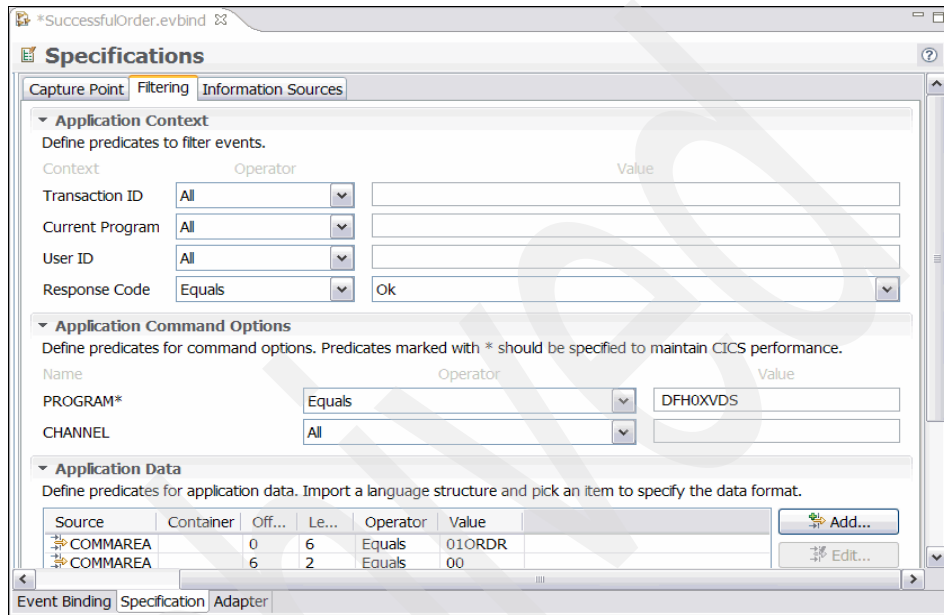 *SuccessfulOrder.evbind
Specifications
Capture Point Filtering Information Sources
Application Context
Define predicates to filter events.
Context Operator Value
Transaction ID All
Current Program All
User ID All
Response Code Equals Ok
Application Command Options
Define predicates for command options. Predicates marked with * should be specified to maintain CICS performance.
Name Operator Value
PROGRAM* Equals DFH0XVDS
CHANNEL All
Application Data
Define predicates for application data. Import a language structure and pick an item to specify the data format.
Source Container Off... Le... Operator Value
COMMAREA 0 6 Equals 01ORDR
COMMAREA 6 2 Equals 00
Add...
Edit...
Event Binding Specification Adapter